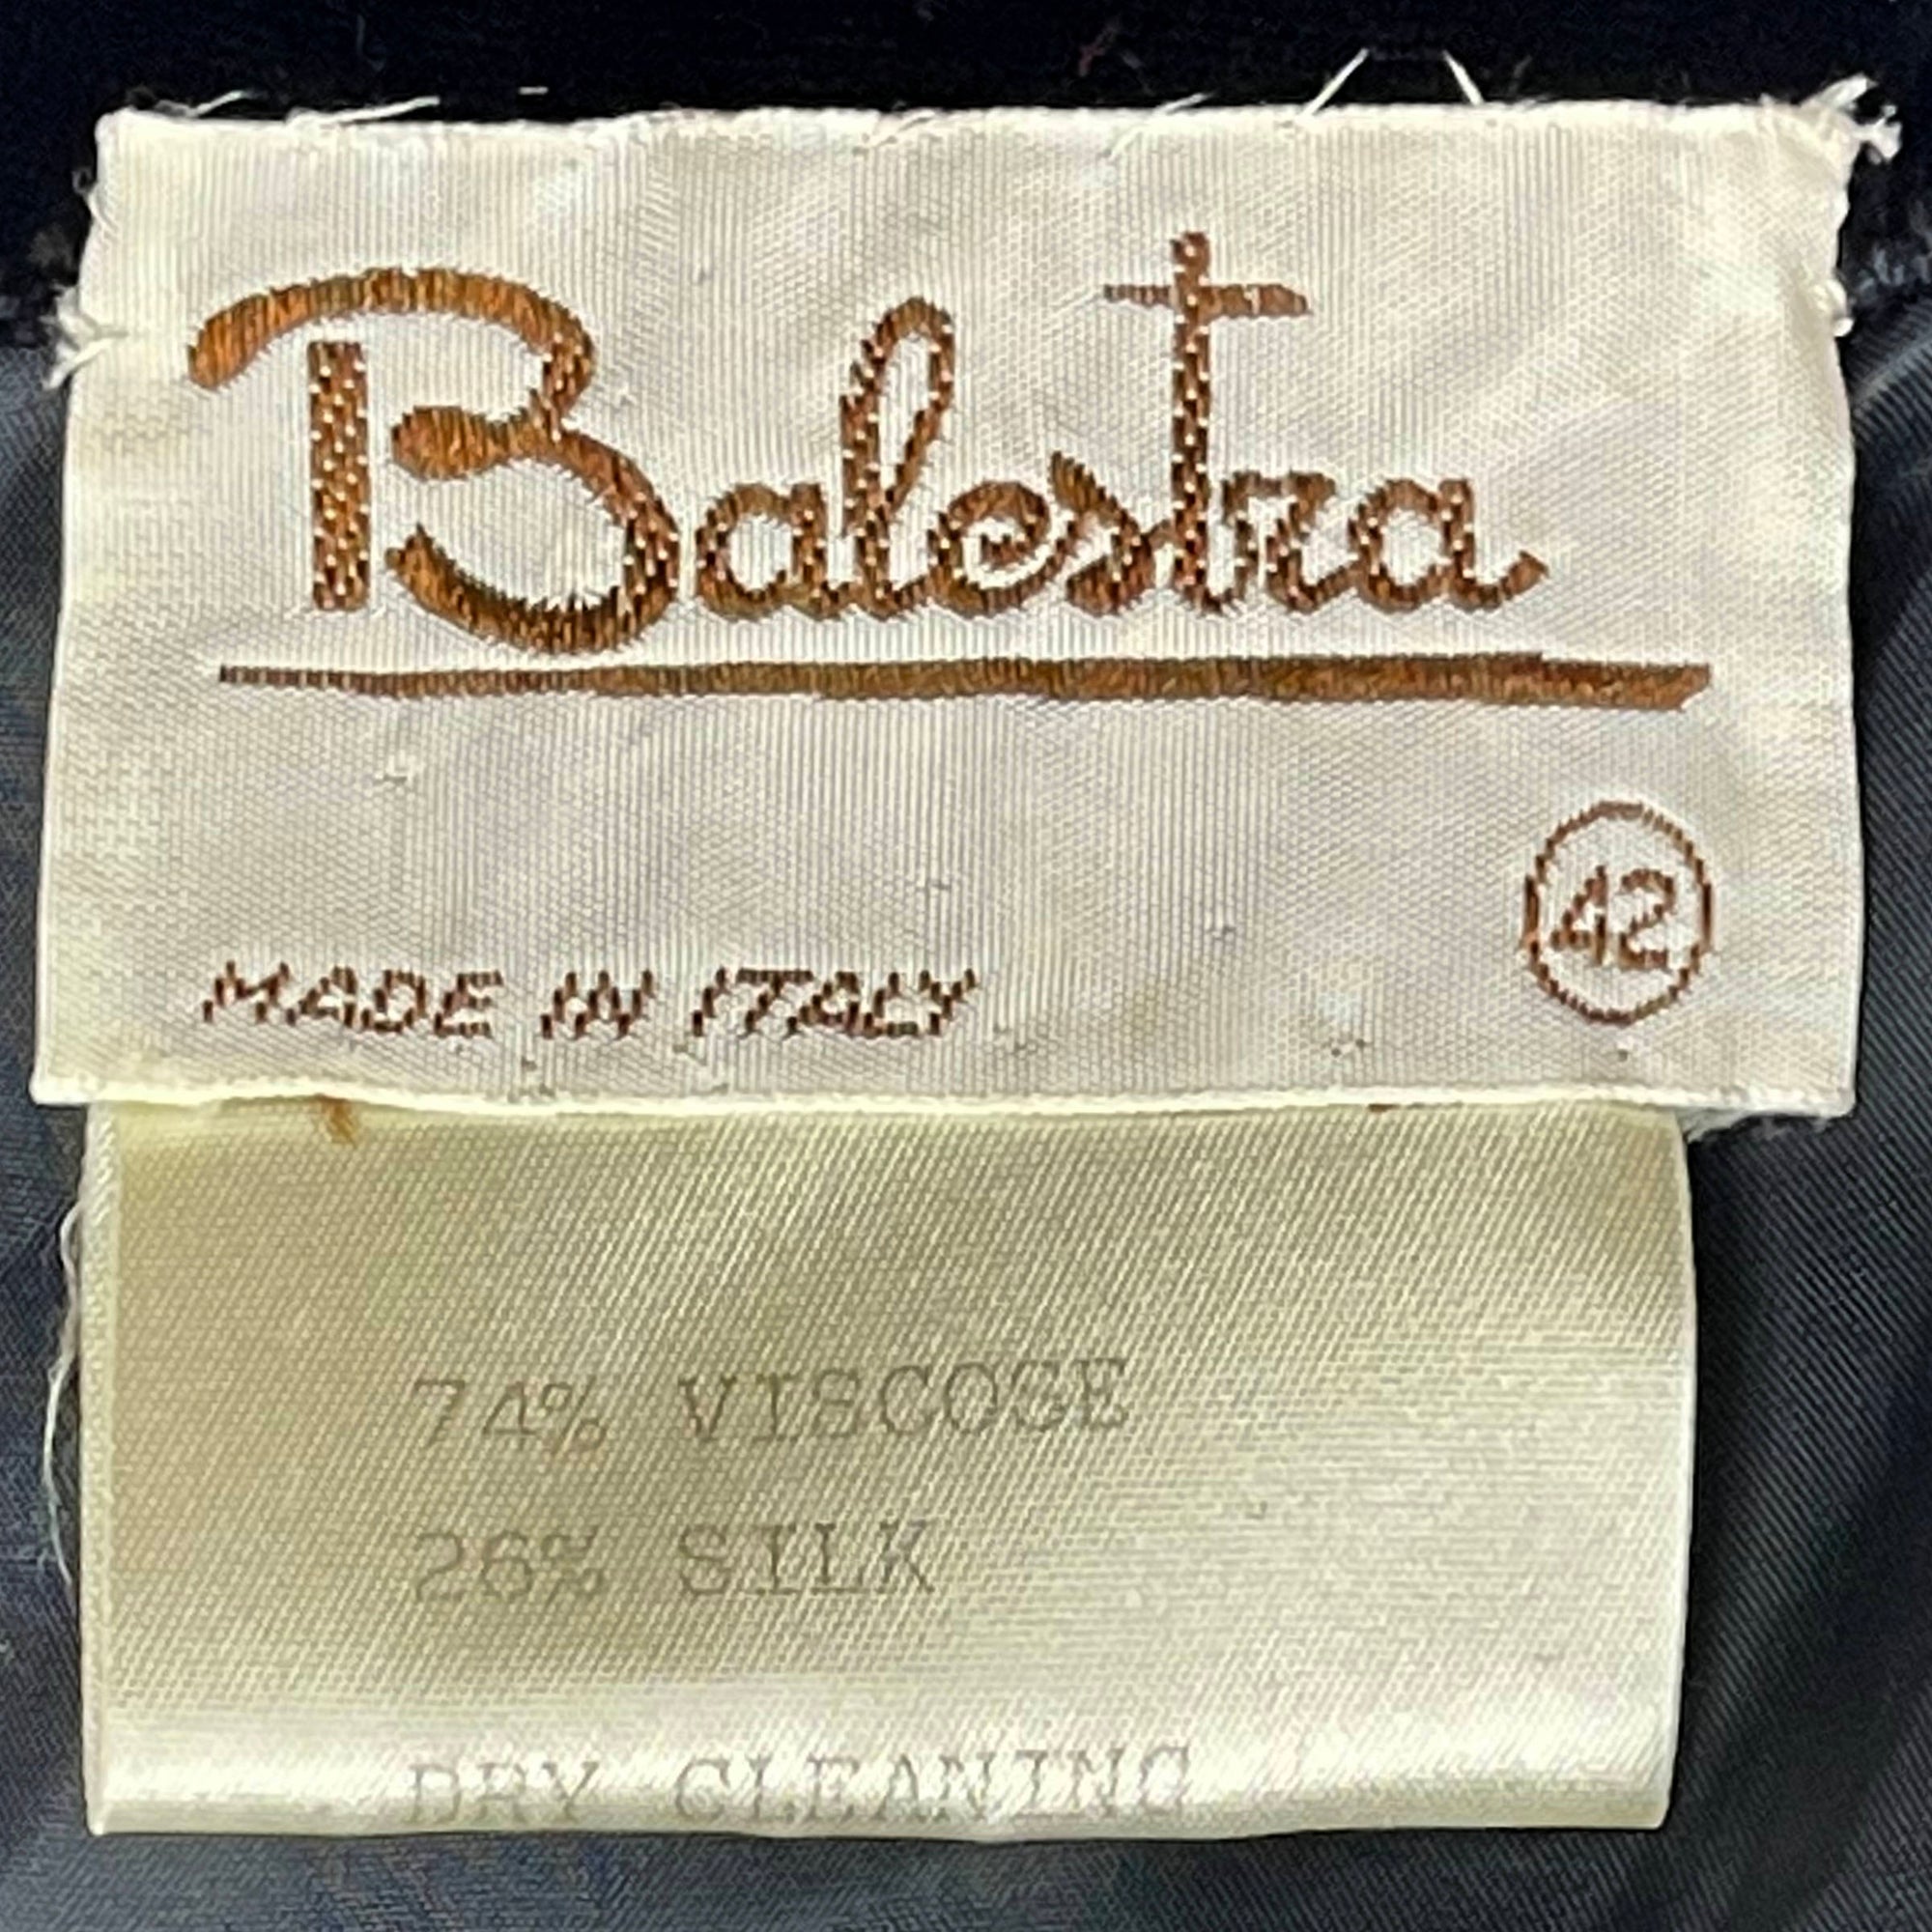 Balestra
42
MADE IN ITALY
74% VISCOSE
26% SILK
DRY CLEANING